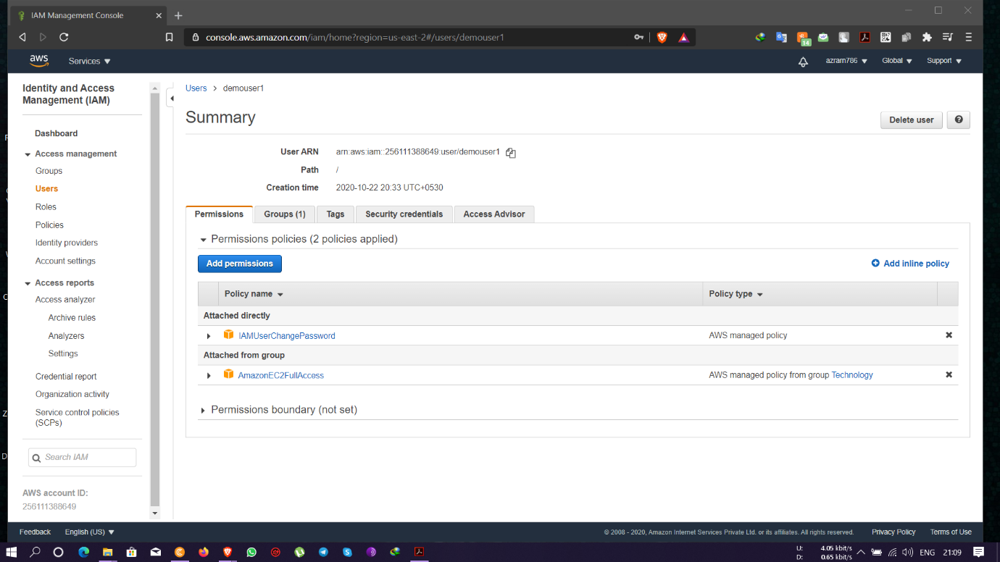 IAM Management Console
console.aws.amazon.com/iam/home?region=us-east-2#/users/demouser1
14
aws
Services
azram786
Global
Support
Identity and Access
Management (IAM)
Dashboard
Access management
Groups
Users
Roles
Policies
Identity providers
Account settings
Access reports
Access analyzer
Archive rules
Analyzers
Settings
Credential report
Organization activity
Service control policies
(SCPs)
Search IAM
AWS account ID:
256111388649
Users > demouser1
Summary
Delete user
User ARN arn:aws:iam::256111388649:user/demouser1
Path /
Creation time 2020-10-22 20:33 UTC+0530
Permissions Groups (1) Tags Security credentials Access Advisor
Permissions policies (2 policies applied)
Add permissions
Add inline policy
Policy name Policy type
Attached directly
IAMUserChangePassword AWS managed policy
Attached from group
AmazonEC2FullAccess AWS managed policy from group Technology
Permissions boundary (not set)
Feedback English (US)
© 2008 - 2020, Amazon Internet Services Private Ltd. or its affiliates. All rights reserved. Privacy Policy Terms of Use
U: 4.05 kbit/s
D: 0.65 kbit/s
ENG 21:09